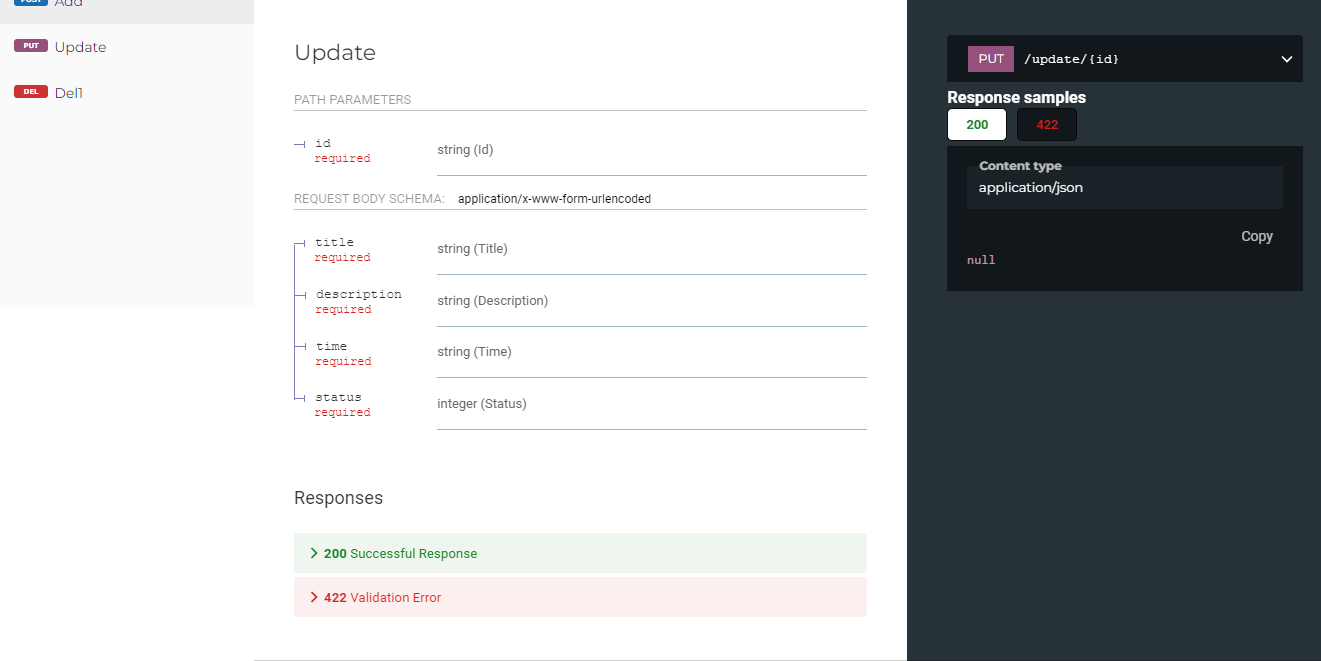 POST Add
PUT Update
DEL Del1
Update
PATH PARAMETERS
id
required
string (Id)
REQUEST BODY SCHEMA: application/x-www-form-urlencoded
title
required
string (Title)
description
required
string (Description)
time
required
string (Time)
status
required
integer (Status)
Responses
200 Successful Response
422 Validation Error
PUT /update/{id}
Response samples
200 422
Content type
application/json
Copy
null